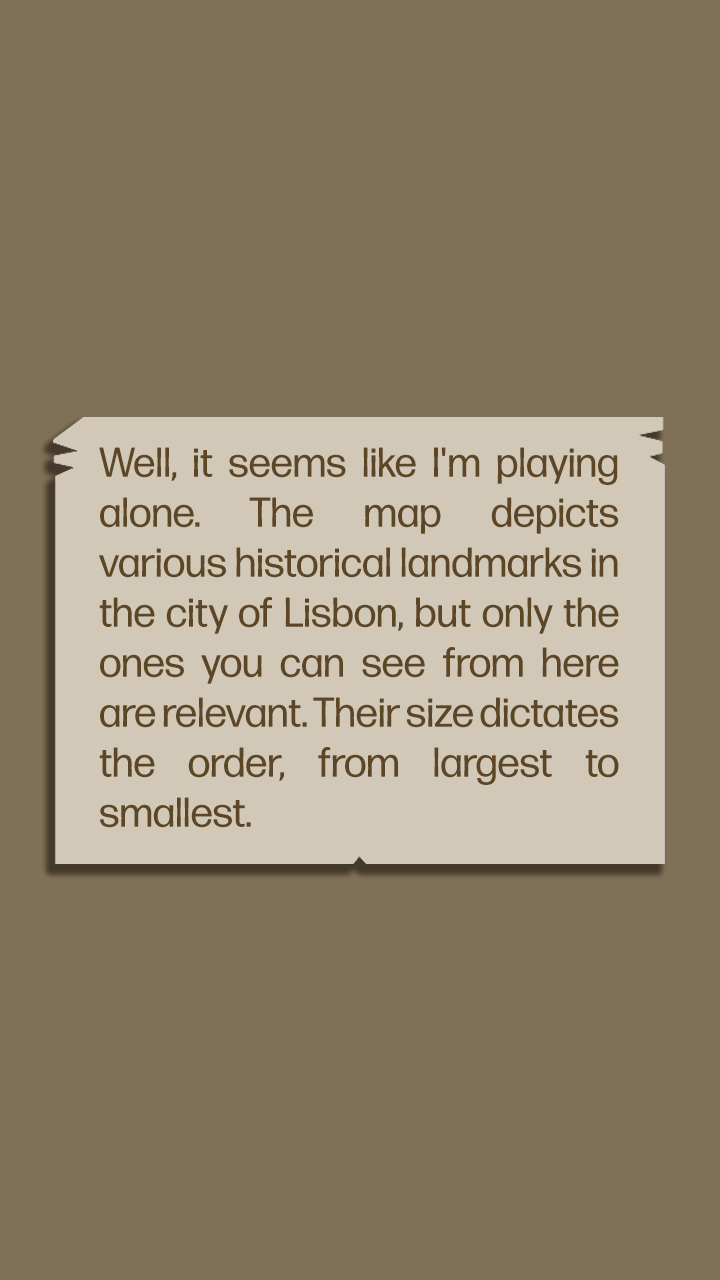 Well, it seems like I'm playing
alone. The map depicts
various historical landmarks in
the city of Lisbon, but only the
ones you can see from here
are relevant. Their size dictates
the order, from largest to
smallest.